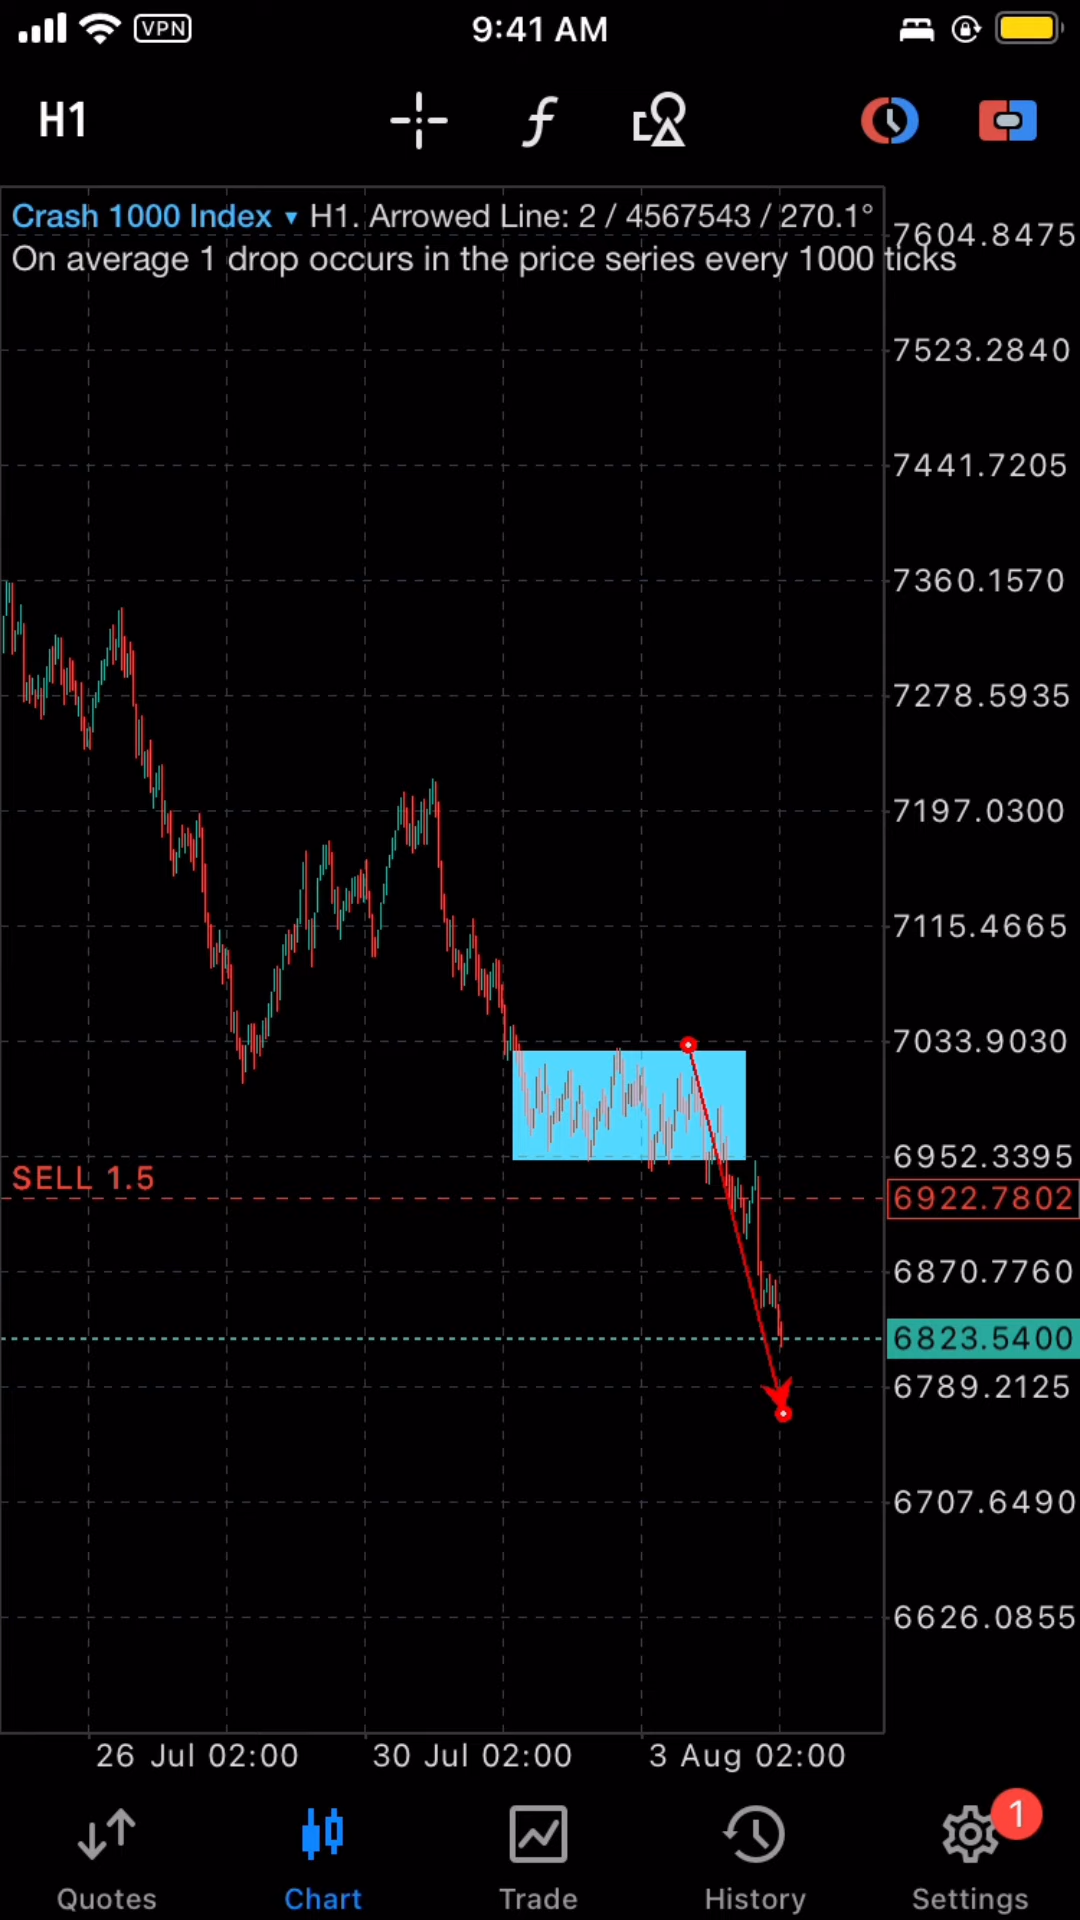 VPN 9:41 AM
H1
Crash 1000 Index ▾ H1. Arrowed Line: 2 / 4567543 / 270.1°
On average 1 drop occurs in the price series every 1000 ticks
7604.8475
7523.2840
7441.7205
7360.1570
7278.5935
7197.0300
7115.4665
7033.9030
6952.3395
SELL 1.5
6922.7802
6870.7760
6823.5400
6789.2125
6707.6490
6626.0855
26 Jul 02:00 30 Jul 02:00 3 Aug 02:00
1
Quotes Chart Trade History Settings